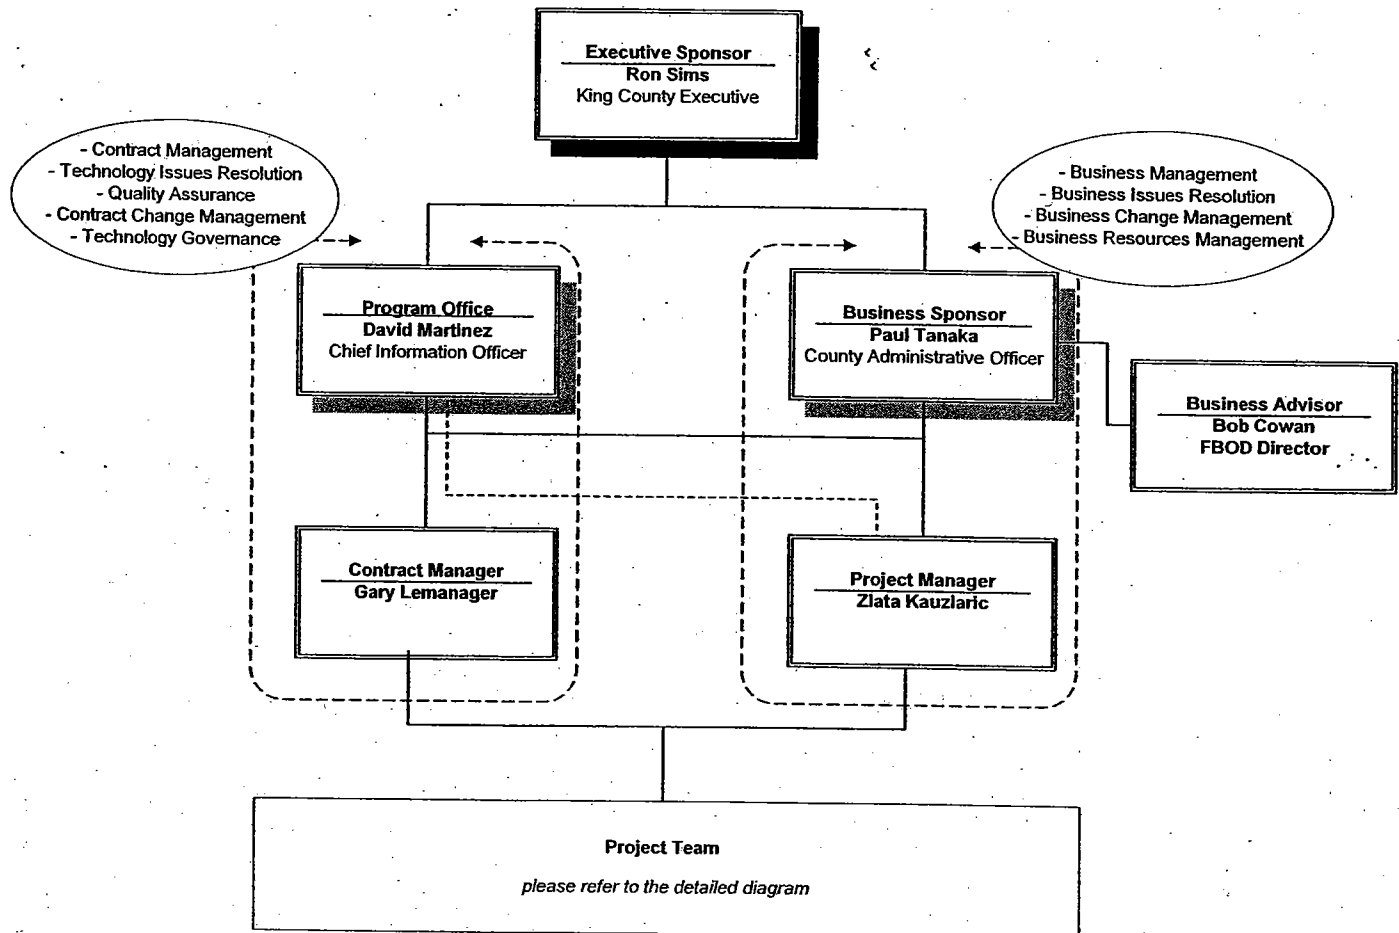 Executive Sponsor
Ron Sims
King County Executive
- Contract Management
- Technology Issues Resolution
- Quality Assurance
- Contract Change Management
- Technology Governance
- Business Management
- Business Issues Resolution
- Business Change Management
- Business Resources Management
Program Office
David Martinez
Chief Information Officer
Business Sponsor
Paul Tanaka
County Administrative Officer
Business Advisor
Bob Cowan
FBOD Director
Contract Manager
Gary Lemanager
Project Manager
Zlata Kauzlaric
Project Team
please refer to the detailed diagram